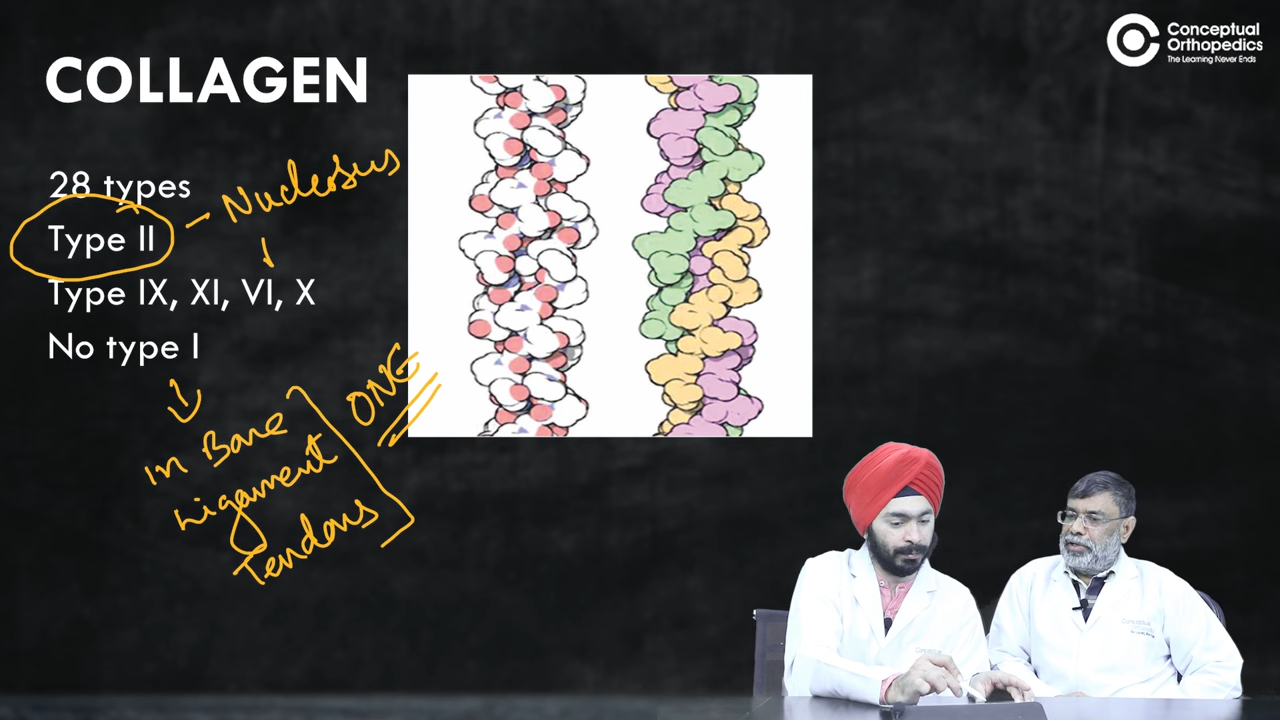 COLLAGEN
Conceptual
Orthopedics
The Learning Never Ends
28 types
Type II – Nucleosus
Type IX, XI, VI, X
No type I
in Bone
Ligament
Tendons
ONE
Conceptual